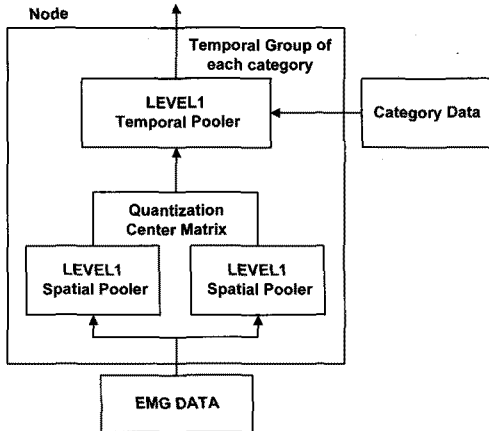 Node
Temporal Group of
each category
LEVEL1
Temporal Pooler
Category Data
Quantization
Center Matrix
LEVEL1
Spatial Pooler
LEVEL1
Spatial Pooler
EMG DATA